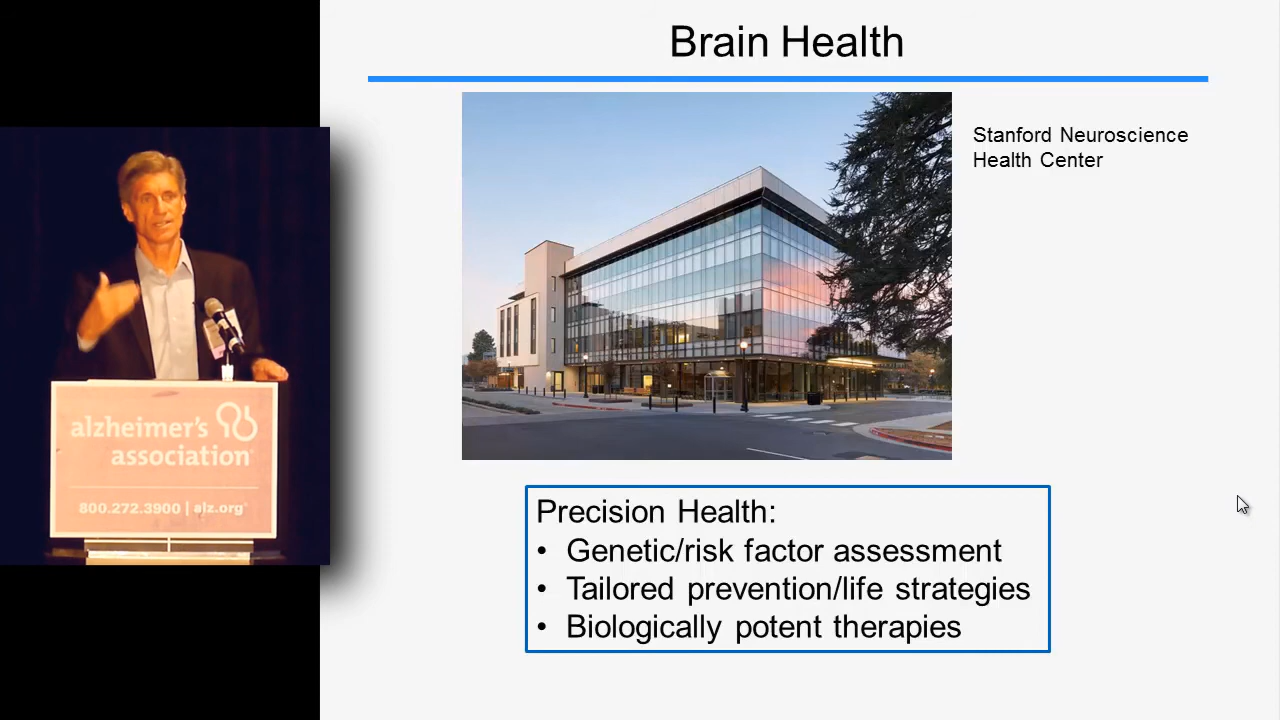 Brain Health
Stanford Neuroscience
Health Center
alzheimer's
association
800.272.3900 | alz.org
Precision Health:
• Genetic/risk factor assessment
• Tailored prevention/life strategies
• Biologically potent therapies